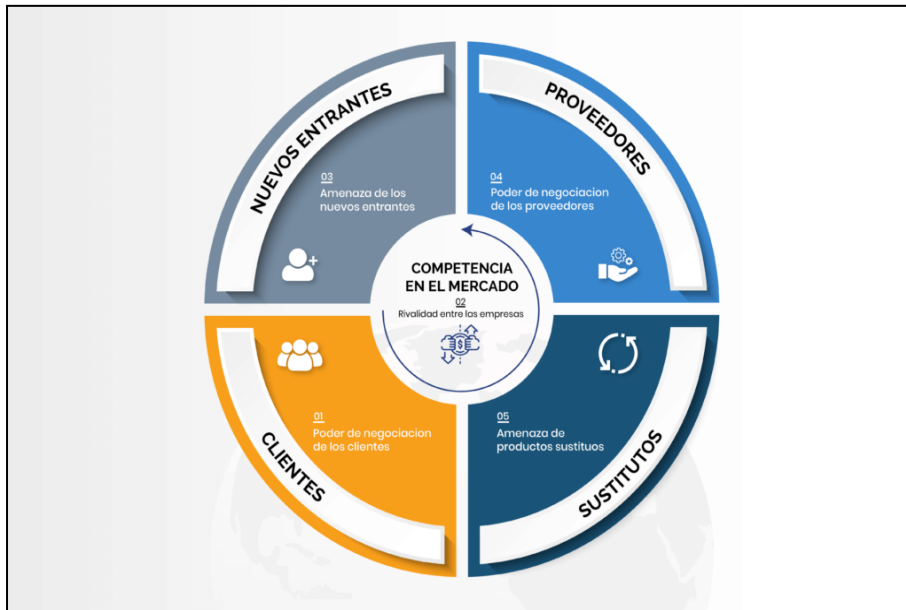 NUEVOS ENTRANTES
03
Amenaza de los
nuevos entrantes
PROVEEDORES
04
Poder de negociacion
de los proveedores
COMPETENCIA
EN EL MERCADO
02
Rivalidad entre las empresas
CLIENTES
01
Poder de negociacion
de los clientes
SUSTITUTOS
05
Amenaza de
productos sustituos